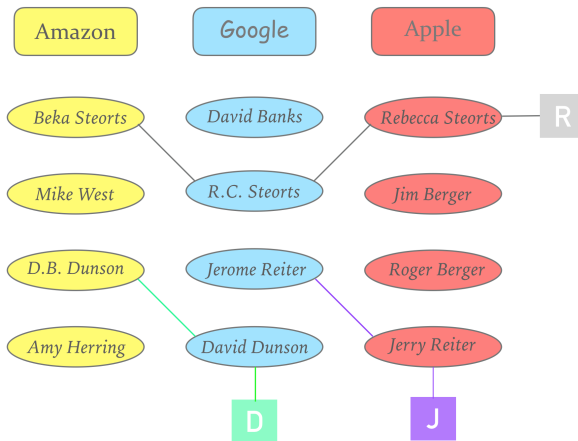 Amazon
Google
Apple
Beka Steorts
David Banks
Rebecca Steorts
R
Mike West
R.C. Steorts
Jim Berger
D.B. Dunson
Jerome Reiter
Roger Berger
Amy Herring
David Dunson
Jerry Reiter
D
J